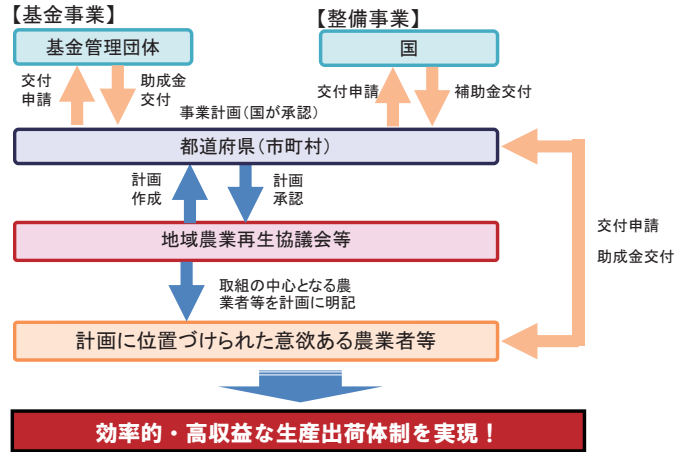 【基金事業】
【整備事業】
基金管理団体
国
交付
申請
助成金
交付
交付申請
補助金交付
事業計画(国が承認)
都道府県(市町村)
計画
作成
計画
承認
交付申請
助成金交付
地域農業再生協議会等
取組の中心となる農
業者等を計画に明記
計画に位置づけられた意欲ある農業者等
効率的・高収益な生産出荷体制を実現！